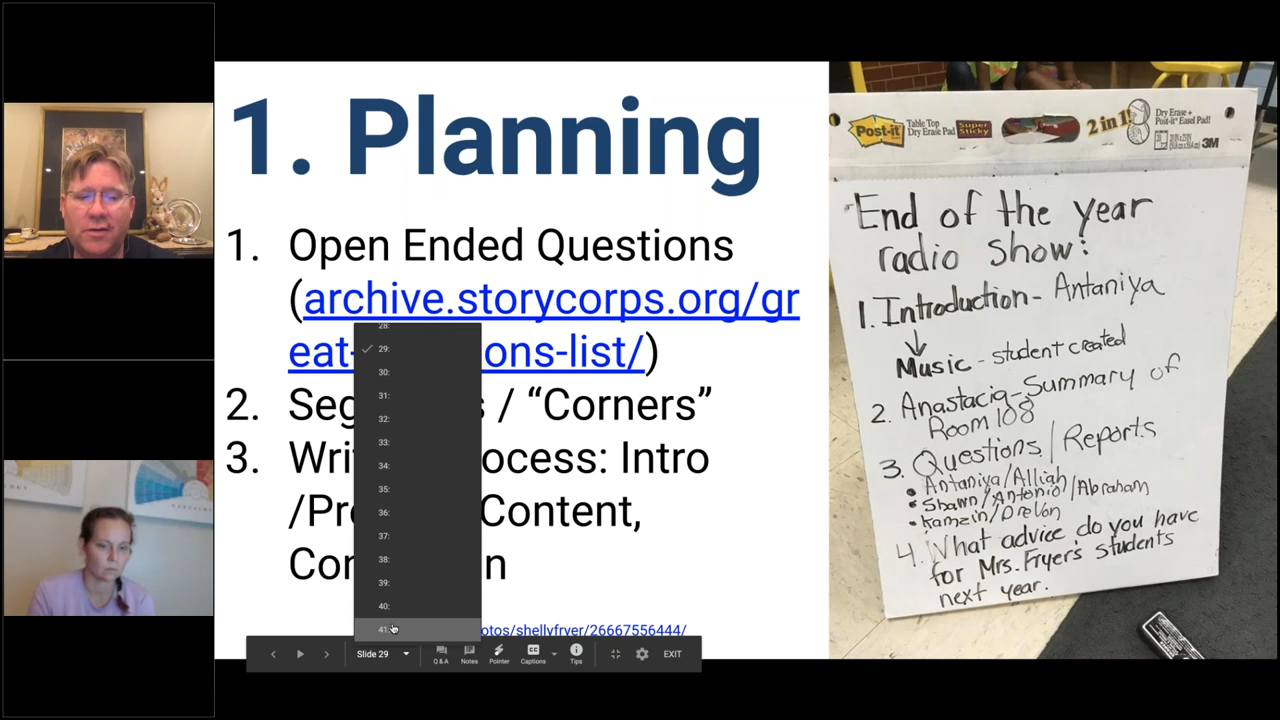 1. Planning
1. Open Ended Questions
(archive.storycorps.org/gr
eat- ons-list/)
2. Seg s / “Corners”
3. Wri ocess: Intro
/Pr Content,
Con n
otos/shellyfryer/26667556444/
28:
29:
30:
31:
32:
33:
34:
35:
36:
37:
38:
39:
40:
41:
Slide 29
Q & A
Notes
Pointer
Captions
Tips
EXIT
Post-it
Table Top
Dry Erase Pad
Super
Sticky
2 in 1!
Dry Erase +
Post-it Easel Pad!
3M
End of the year
radio show:
1. Introduction- Antaniya
Music - student created
2. Anastacia-Summary of
Room 108
3. Questions/Reports
• Antaniya/Alliah
• Shawn/Antonio/Abraham
• Kamzin/Drelon
4. What advice do you have
for Mrs. Fryer's students
next year.